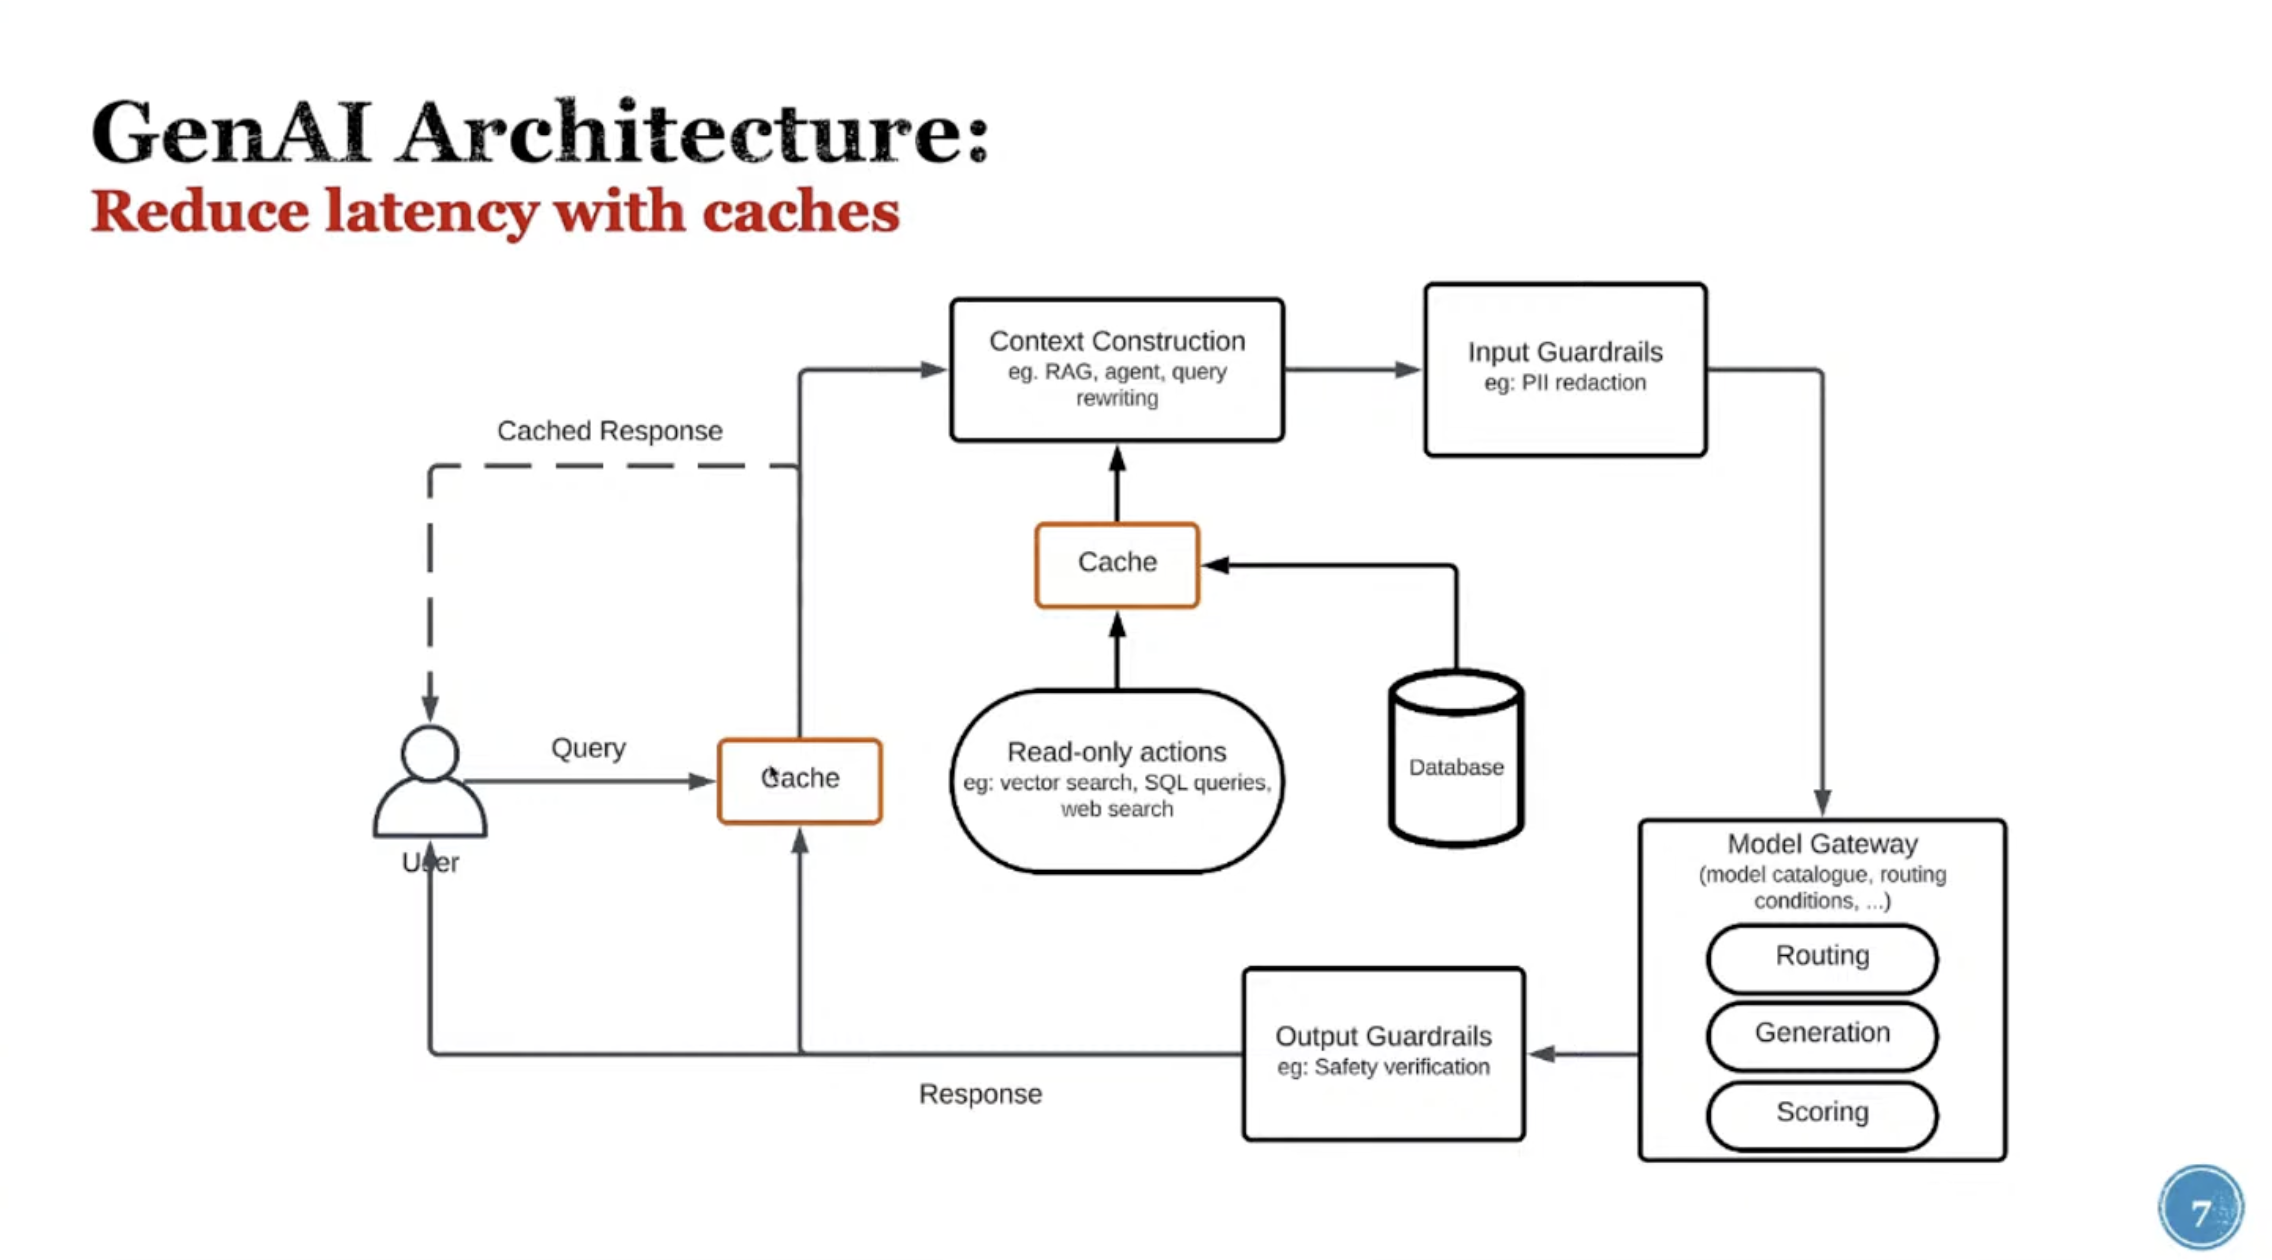 GenAI Architecture:
Reduce latency with caches
Context Construction
eg. RAG, agent, query
rewriting
Input Guardrails
eg: PII redaction
Cached Response
Cache
Query
Cache
User
Read-only actions
eg: vector search, SQL queries,
web search
Database
Model Gateway
(model catalogue, routing
conditions, ...)
Routing
Generation
Scoring
Output Guardrails
eg: Safety verification
Response
7